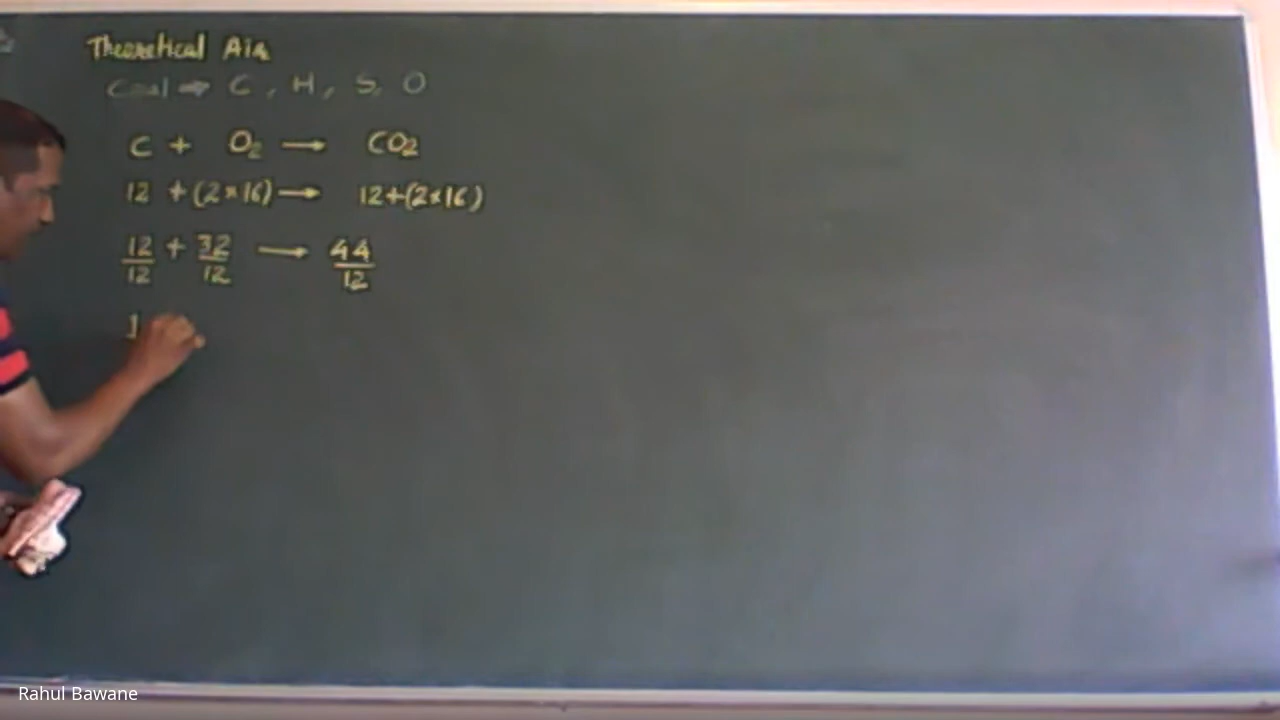 Theoretical Air
Coal ⇒ C, H, S, O
C + O₂ → CO₂
12 + (2×16) → 12+(2×16)
12/12 + 32/12 → 44/12
1
Rahul Bawane